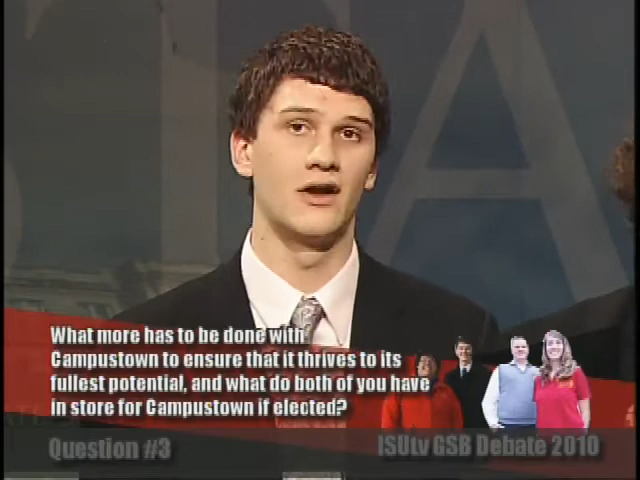 STA
What more has to be done with
Campustown to ensure that it thrives to its
fullest potential, and what do both of you have
in store for Campustown if elected?
Question #3
ISUtv GSB Debate 2010